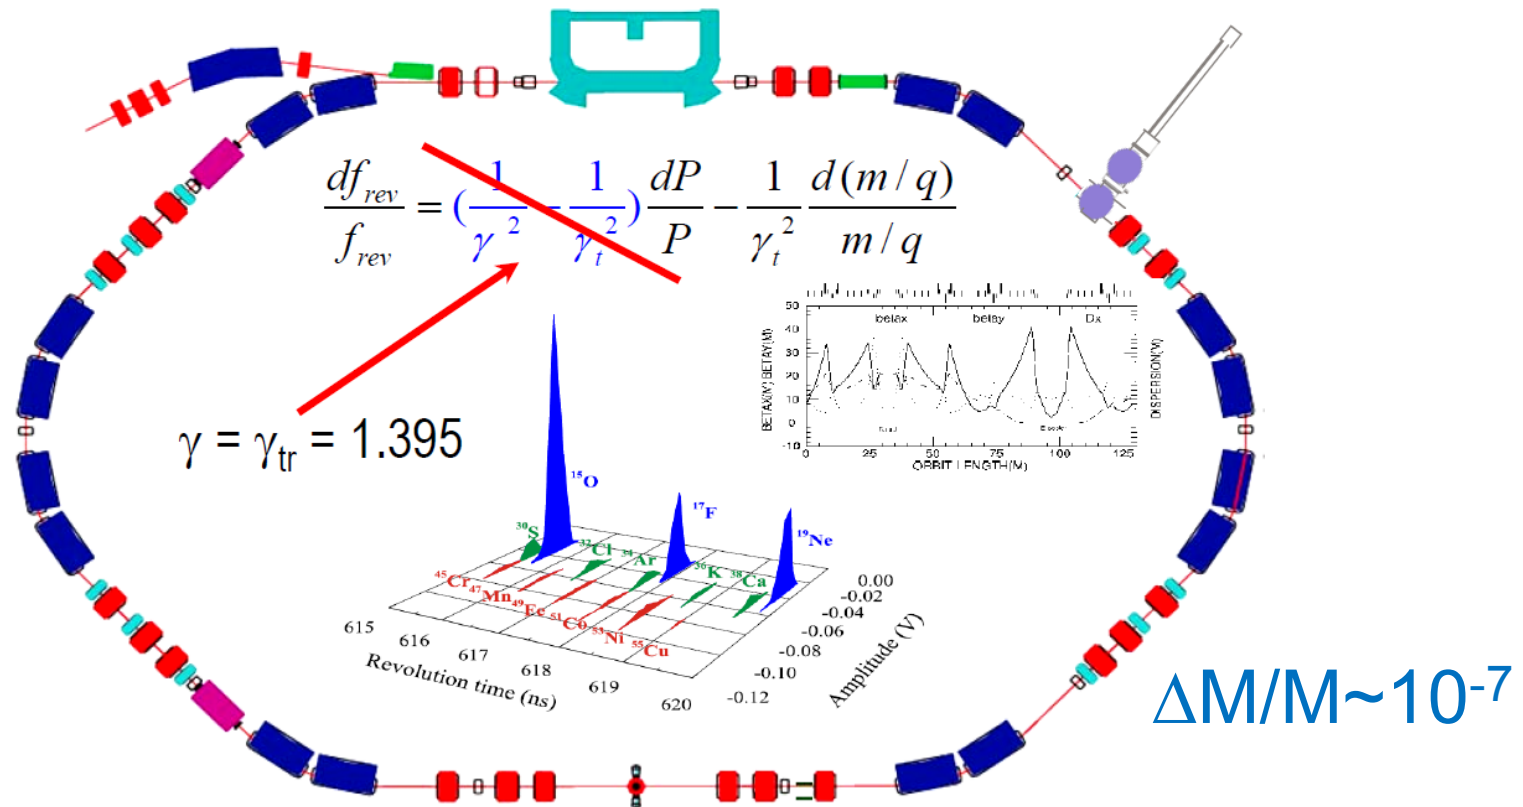 df_rev / f_rev = (1/γ² − 1/γ_t²) dP/P − 1/γ_t² d(m/q) / m/q
γ = γ_tr = 1.395
betax betay Dx
50
40
30
20
10
0
-10
BETAX(M) BETAY(M)
DISPERSION(M)
0 25 50 75 100 125
ORBIT LENGTH(M)
¹⁵O
¹⁷F
¹⁹Ne
³⁰S
³²Cl
³⁴Ar
³⁶K
³⁸Ca
⁴⁵Cr
⁴⁷Mn
⁴⁹Fe
⁵¹Co
⁵³Ni
⁵⁵Cu
0.00
-0.02
-0.04
-0.06
-0.08
-0.10
-0.12
Amplitude (V)
615 616 617 618 619 620
Revolution time (ns)
ΔM/M~10⁻⁷